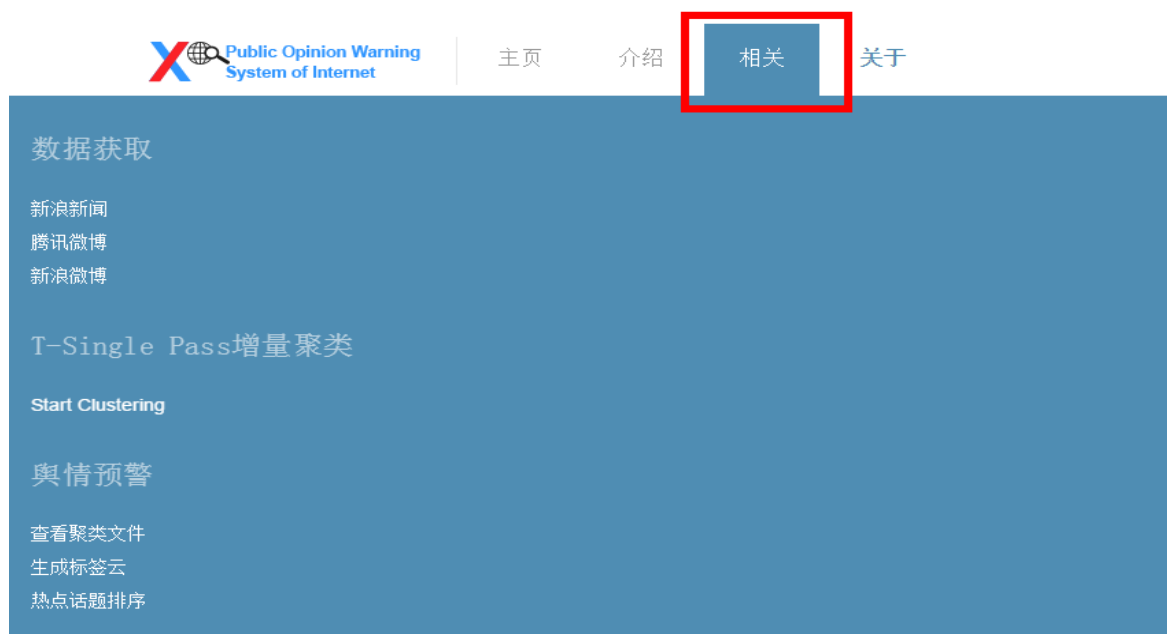 Public Opinion Warning
System of Internet
主页 介绍 相关 关于
数据获取
新浪新闻
腾讯微博
新浪微博
T-Single Pass增量聚类
Start Clustering
舆情预警
查看聚类文件
生成标签云
热点话题排序